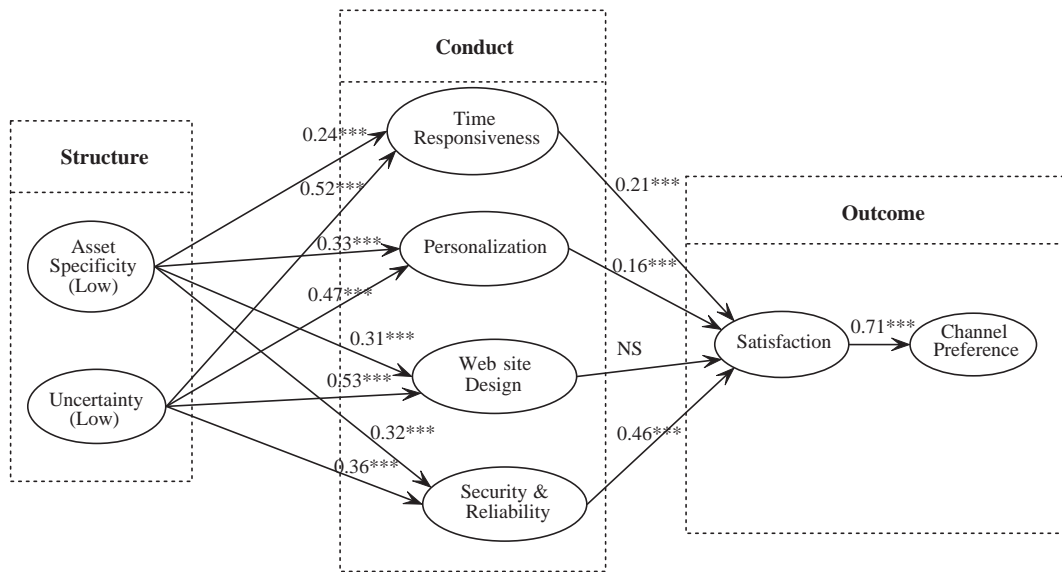 Structure
Asset
Specificity
(Low)
Uncertainty
(Low)
Conduct
Time
Responsiveness
Personalization
Web site
Design
Security &
Reliability
0.24***
0.52***
0.33***
0.47***
0.31***
0.53***
0.32***
0.36***
0.21***
0.16***
NS
0.46***
Outcome
Satisfaction
0.71***
Channel
Preference